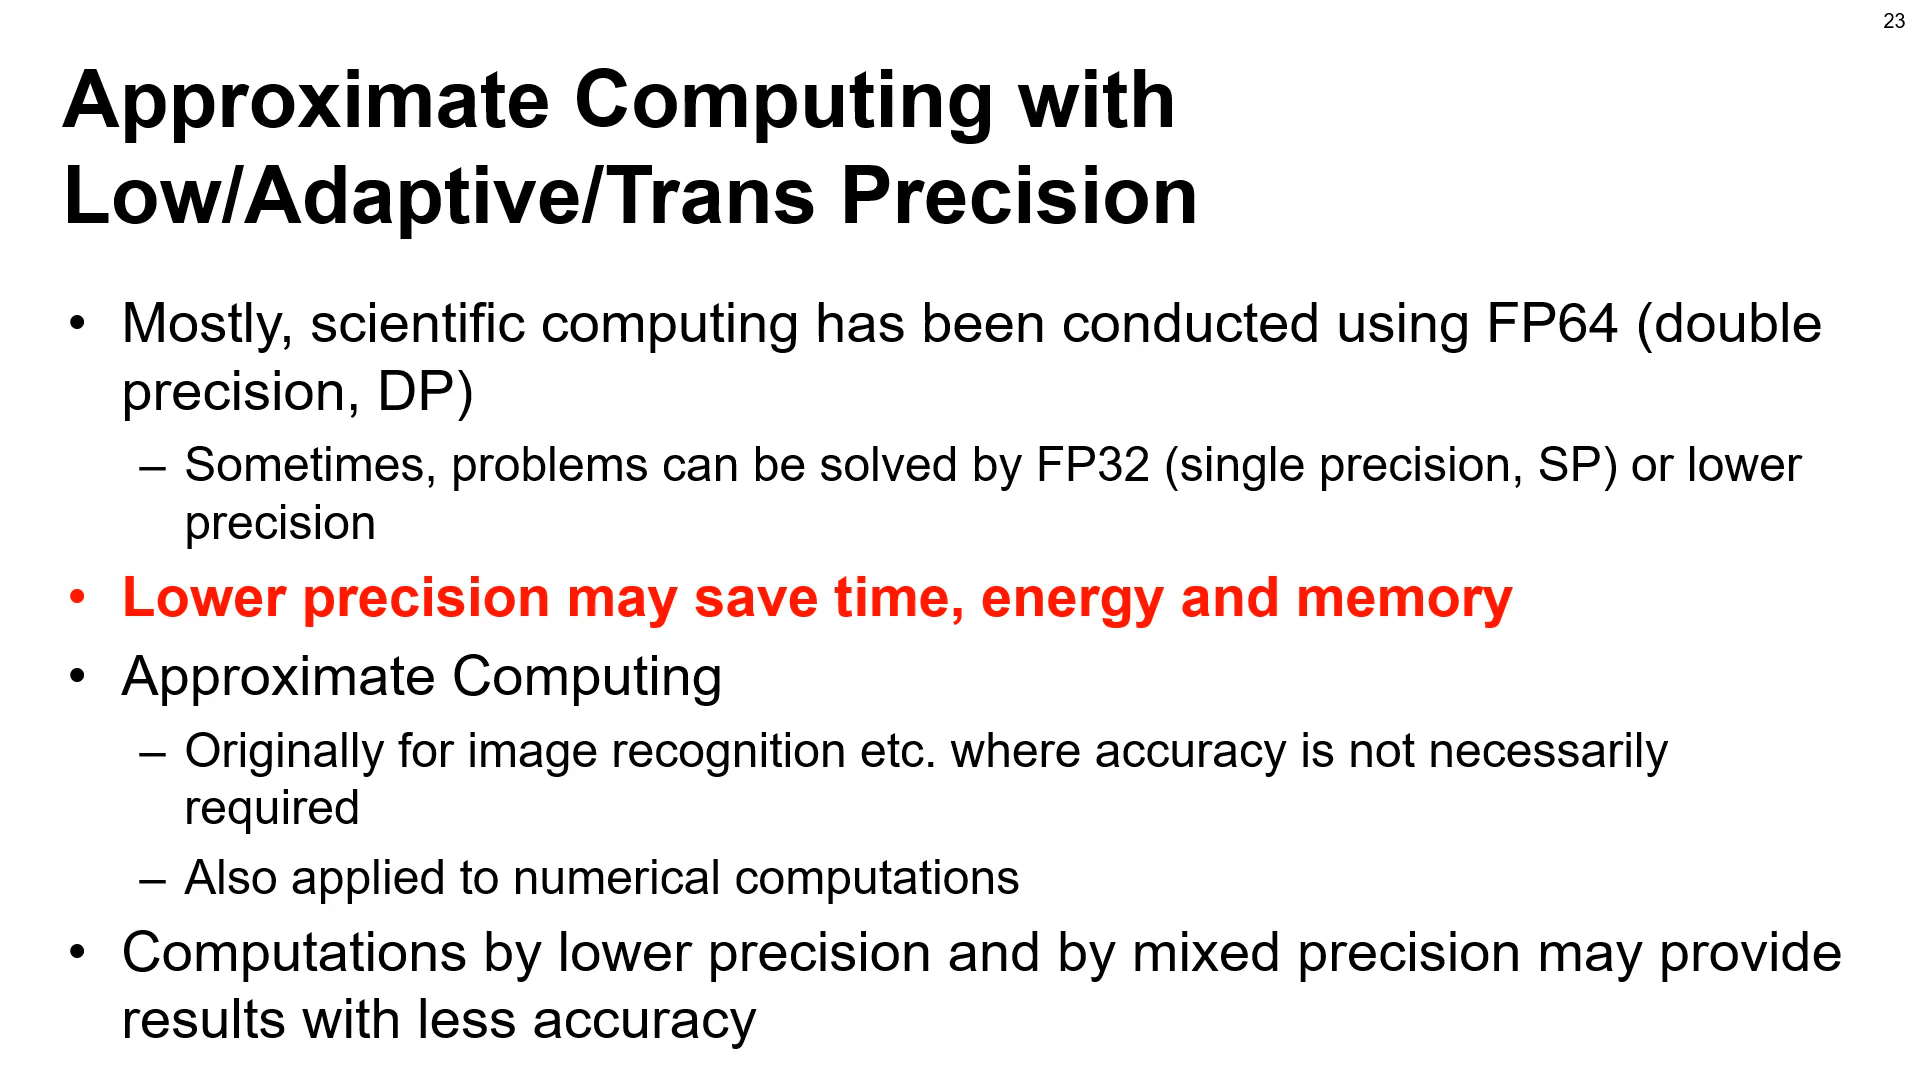 23
Approximate Computing with
Low/Adaptive/Trans Precision
• Mostly, scientific computing has been conducted using FP64 (double
precision, DP)
– Sometimes, problems can be solved by FP32 (single precision, SP) or lower
precision
• Lower precision may save time, energy and memory
• Approximate Computing
– Originally for image recognition etc. where accuracy is not necessarily
required
– Also applied to numerical computations
• Computations by lower precision and by mixed precision may provide
results with less accuracy